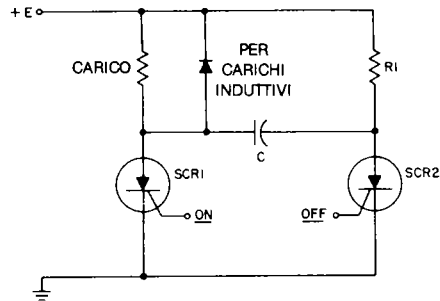 +E
CARICO
PER
CARICHI
INDUTTIVI
R1
C
SCR1
SCR2
ON
OFF